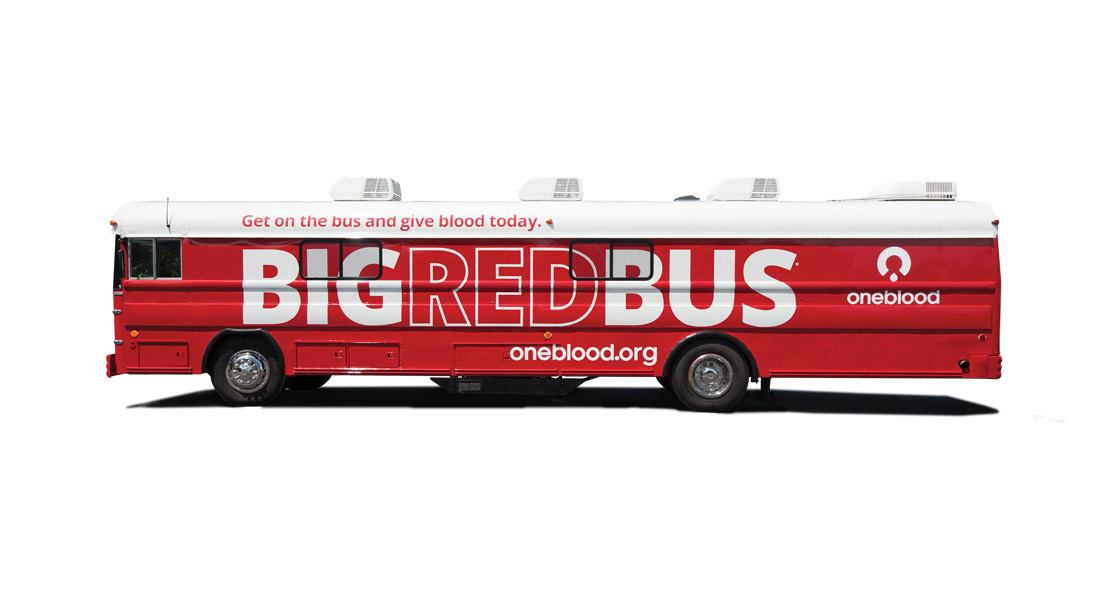 Get on the bus and give blood today.
BIGREDBUS
oneblood
oneblood.org